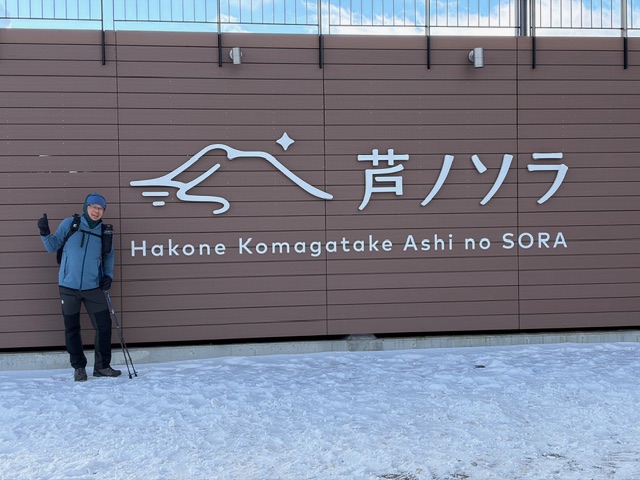 芦ノソラ
Hakone Komagatake Ashi no SORA